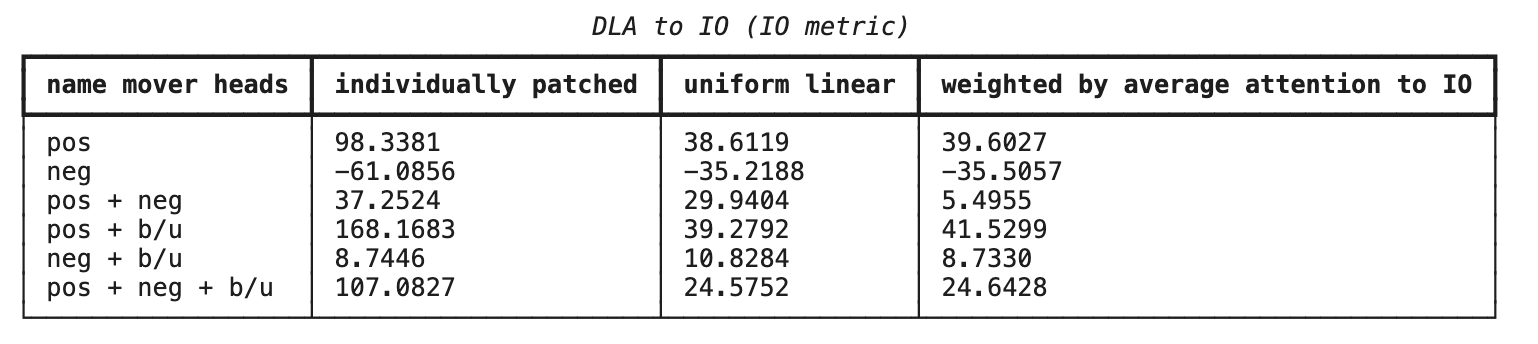 DLA to IO (IO metric)
name mover heads individually patched uniform linear weighted by average attention to IO
pos 98.3381 38.6119 39.6027
neg -61.0856 -35.2188 -35.5057
pos + neg 37.2524 29.9404 5.4955
pos + b/u 168.1683 39.2792 41.5299
neg + b/u 8.7446 10.8284 8.7330
pos + neg + b/u 107.0827 24.5752 24.6428